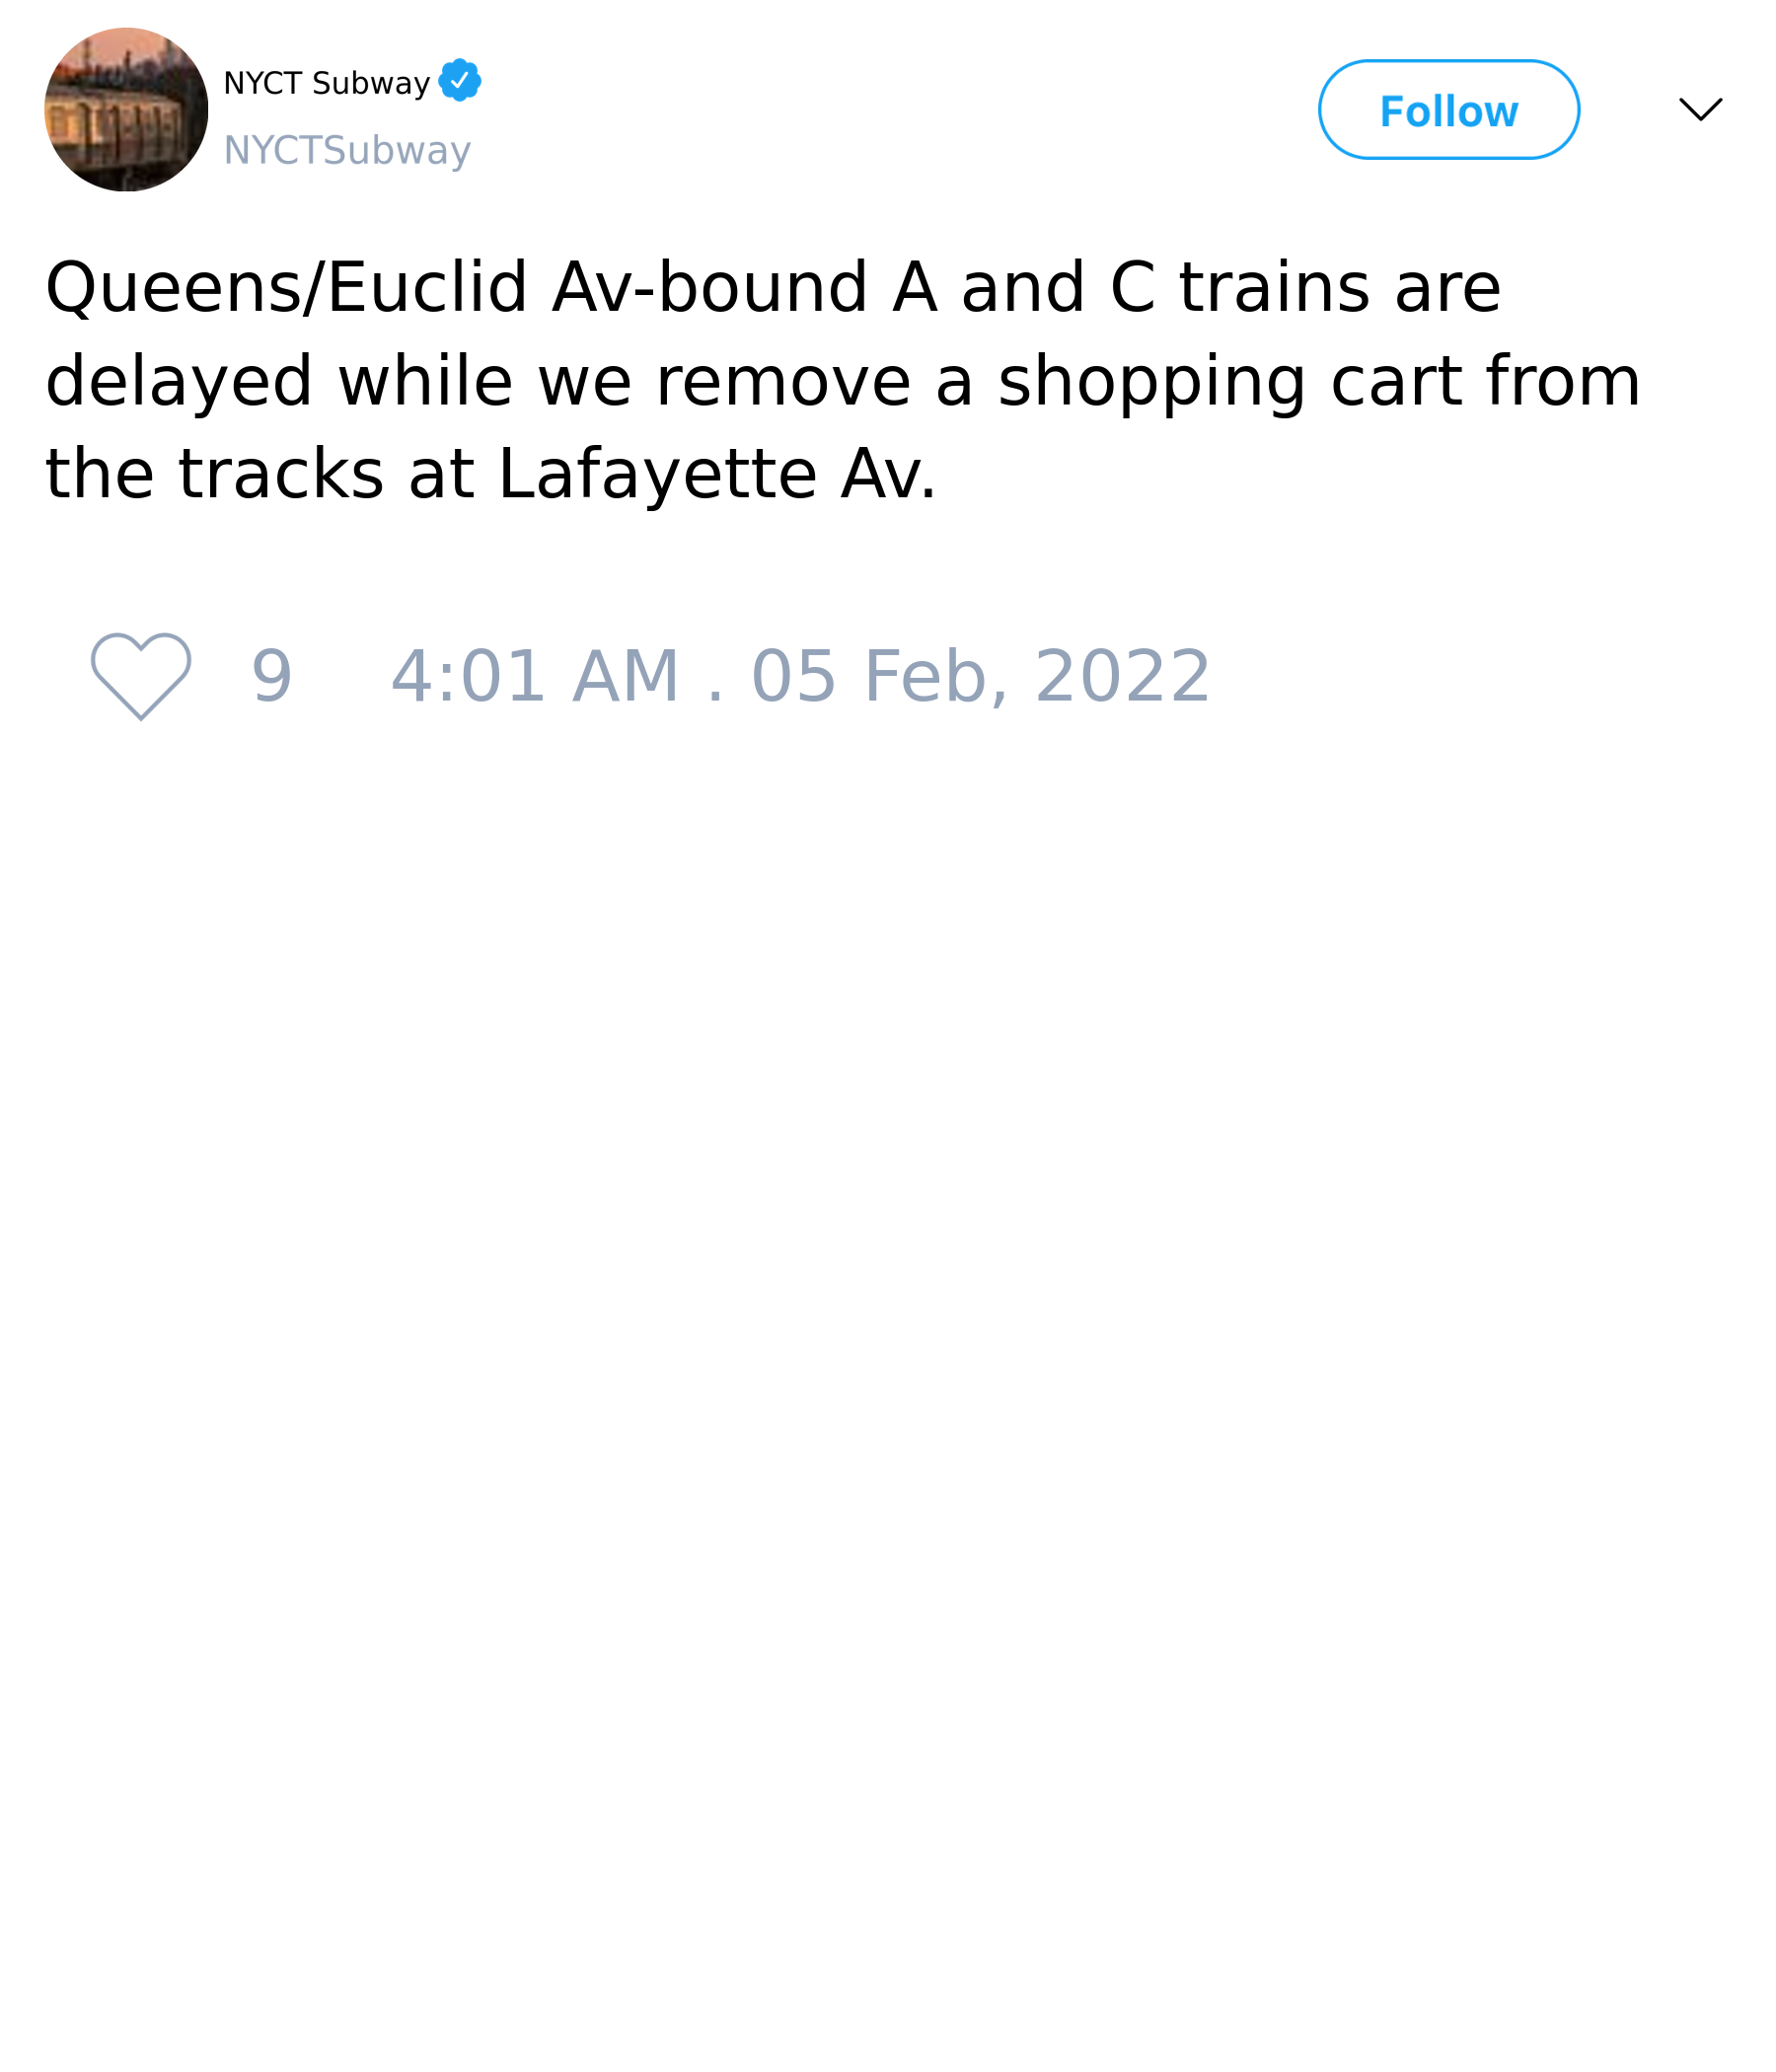 NYCT Subway
NYCTSubway
Follow
Queens/Euclid Av-bound A and C trains are
delayed while we remove a shopping cart from
the tracks at Lafayette Av.
9 4:01 AM . 05 Feb, 2022